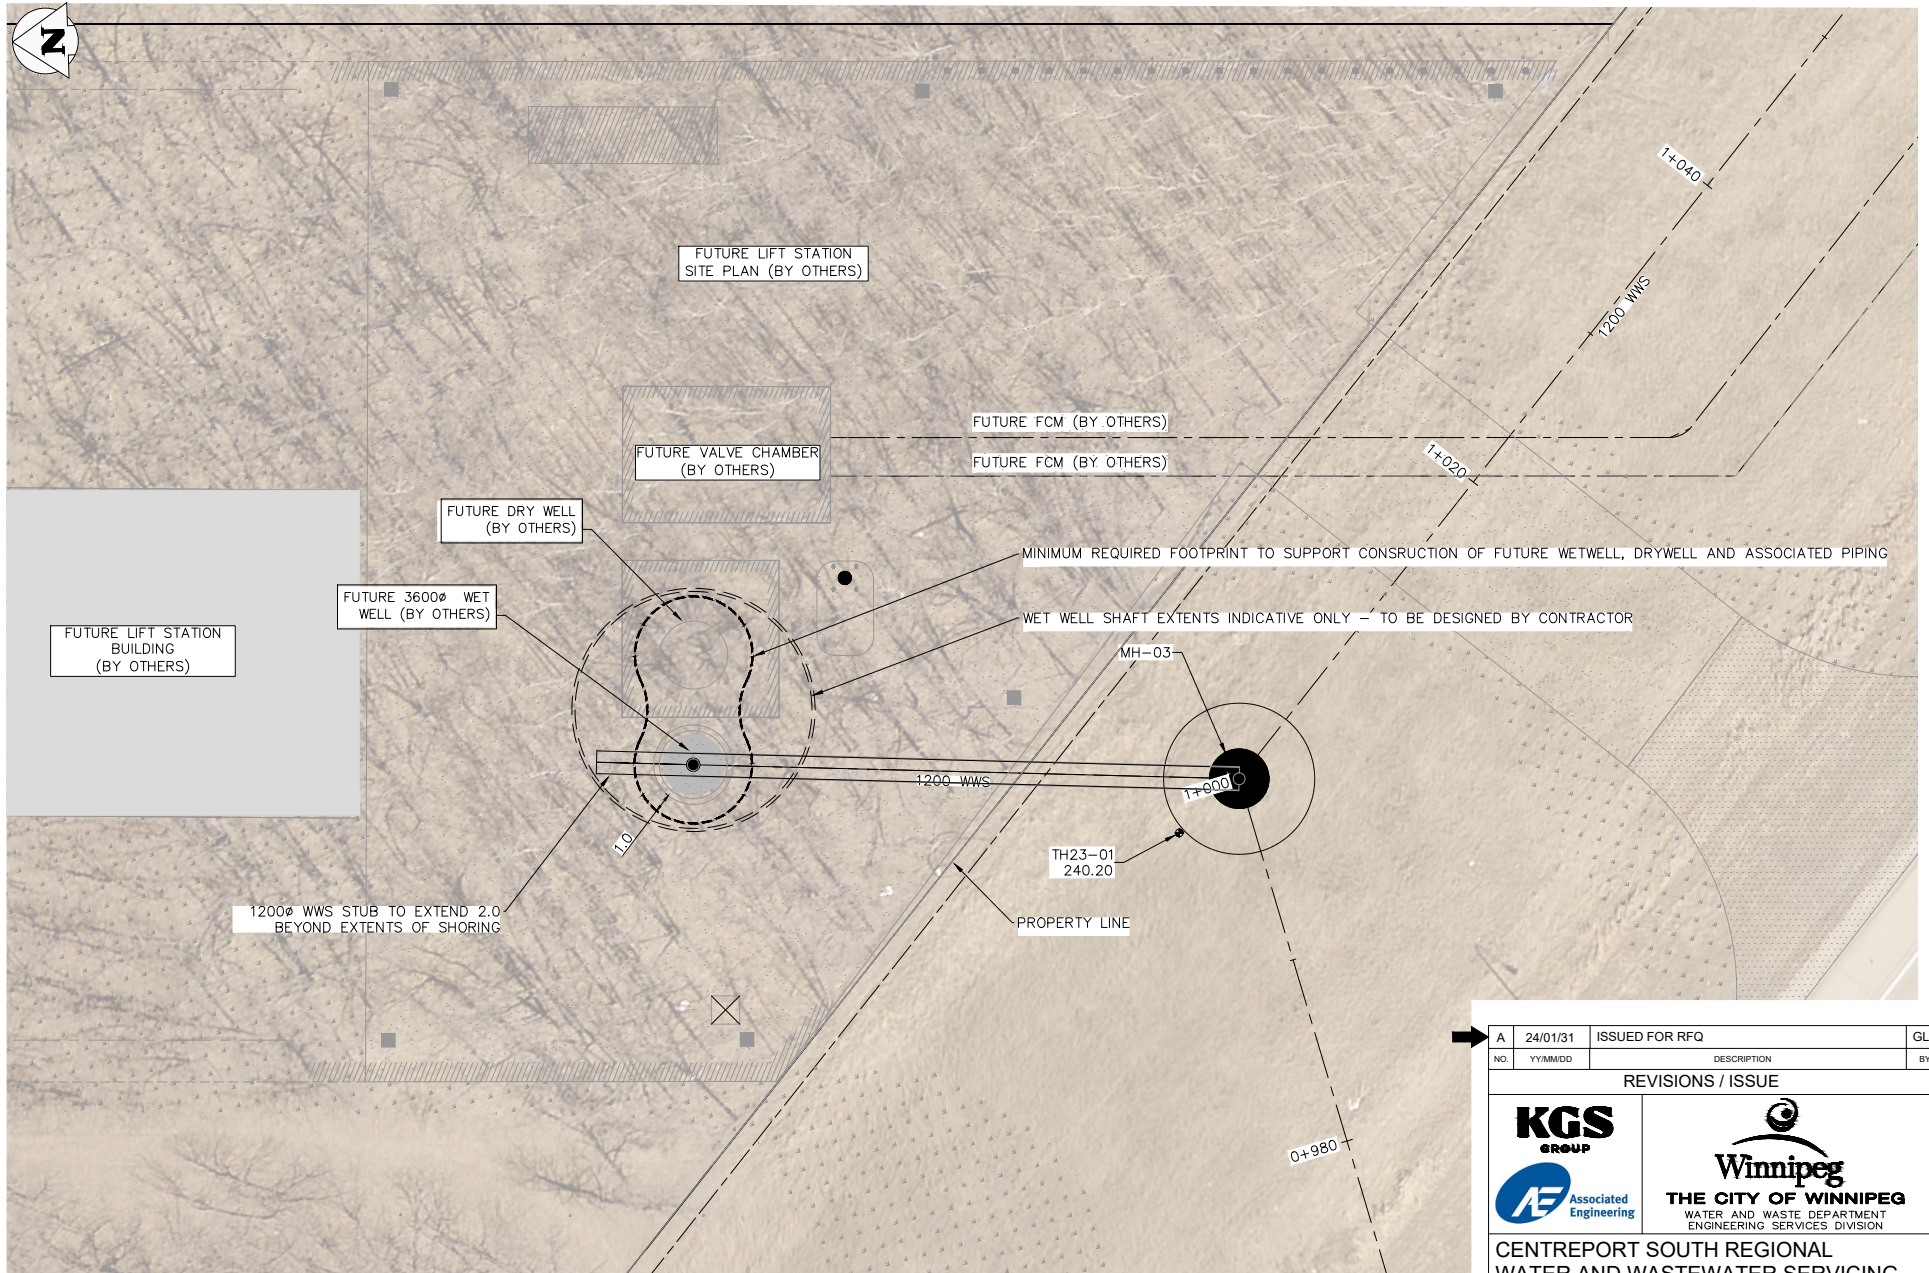 N
FUTURE LIFT STATION
SITE PLAN (BY OTHERS)
1+040
1200 WWS
FUTURE FCM (BY OTHERS)
FUTURE VALVE CHAMBER
(BY OTHERS)
FUTURE FCM (BY OTHERS)
1+020
FUTURE DRY WELL
(BY OTHERS)
MINIMUM REQUIRED FOOTPRINT TO SUPPORT CONSRUCTION OF FUTURE WETWELL, DRYWELL AND ASSOCIATED PIPING
FUTURE 3600Ø WET
WELL (BY OTHERS)
WET WELL SHAFT EXTENTS INDICATIVE ONLY – TO BE DESIGNED BY CONTRACTOR
FUTURE LIFT STATION
BUILDING
(BY OTHERS)
MH-03
1200 WWS
1+000
1.0
TH23-01
240.20
1200Ø WWS STUB TO EXTEND 2.0
BEYOND EXTENTS OF SHORING
PROPERTY LINE
0+980
A 24/01/31 ISSUED FOR RFQ GL
NO. YY/MM/DD DESCRIPTION BY
REVISIONS / ISSUE
KGS
GROUP
AE Associated
Engineering
Winnipeg
THE CITY OF WINNIPEG
WATER AND WASTE DEPARTMENT
ENGINEERING SERVICES DIVISION
CENTREPORT SOUTH REGIONAL
WATER AND WASTEWATER SERVICING